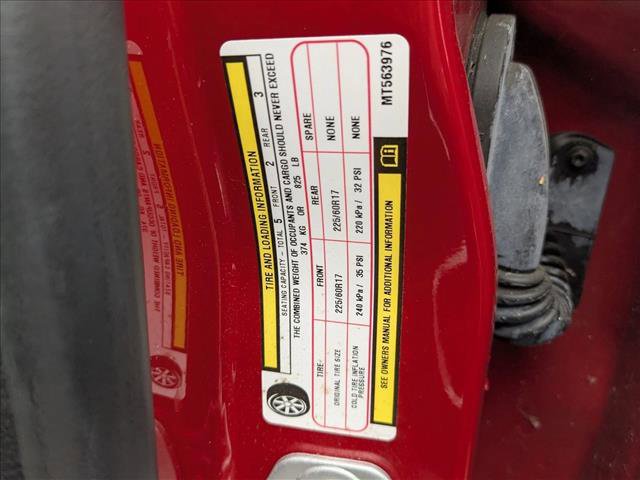 TIRE AND LOADING INFORMATION
SEATING CAPACITY - TOTAL 5 FRONT 2 REAR 3
THE COMBINED WEIGHT OF OCCUPANTS AND CARGO SHOULD NEVER EXCEED
374 KG OR 825 LB
TIRE FRONT REAR SPARE
ORIGINAL TIRE SIZE 225/60R17 225/60R17 NONE
COLD TIRE INFLATION PRESSURE 240 kPa / 35 PSI 220 kPa / 32 PSI NONE
SEE OWNERS MANUAL FOR ADDITIONAL INFORMATION
MT563976